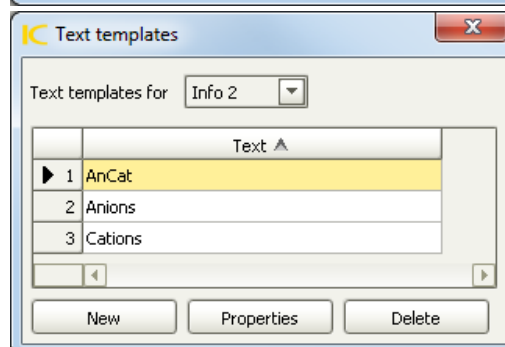 IC Text templates
Text templates for Info 2
Text
1 AnCat
2 Anions
3 Cations
New Properties Delete